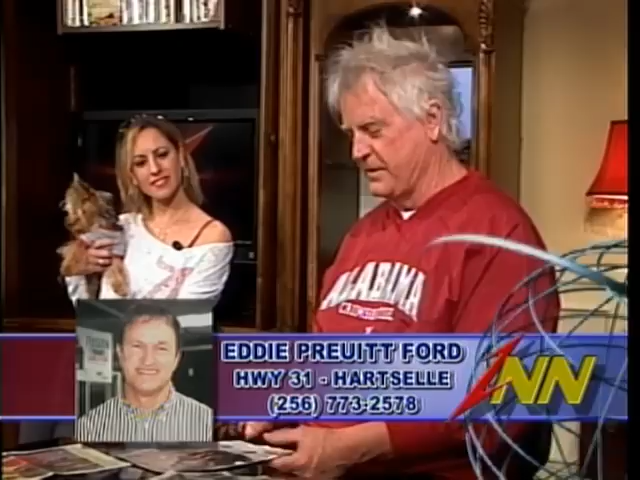 ALABAMA
EDDIE PREUITT FORD
HWY 31 - HARTSELLE
(256) 773-2578
NN